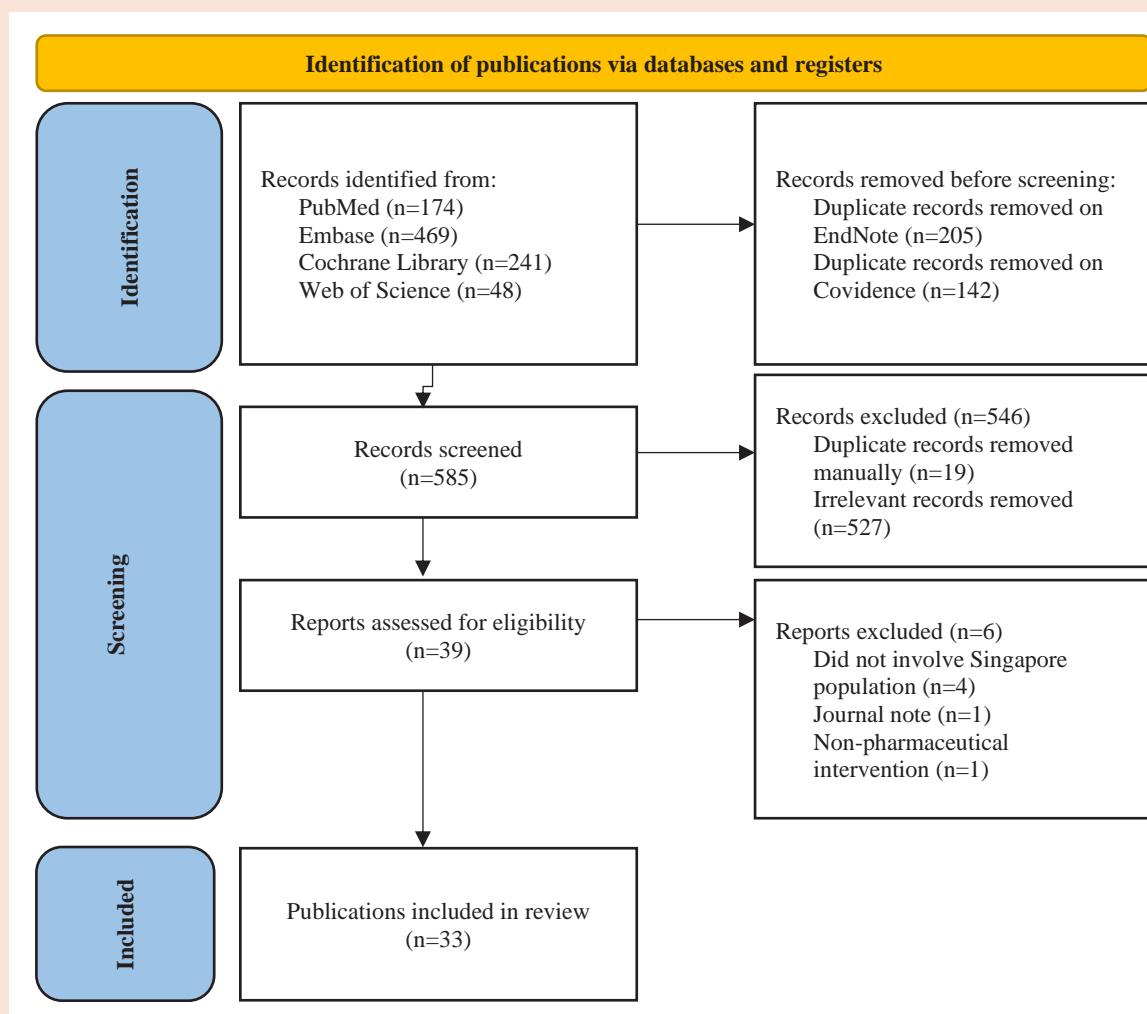 Identification of publications via databases and registers
Identification
Records identified from:
PubMed (n=174)
Embase (n=469)
Cochrane Library (n=241)
Web of Science (n=48)
Records removed before screening:
Duplicate records removed on
EndNote (n=205)
Duplicate records removed on
Covidence (n=142)
Screening
Records screened
(n=585)
Records excluded (n=546)
Duplicate records removed
manually (n=19)
Irrelevant records removed
(n=527)
Reports assessed for eligibility
(n=39)
Reports excluded (n=6)
Did not involve Singapore
population (n=4)
Journal note (n=1)
Non-pharmaceutical
intervention (n=1)
Included
Publications included in review
(n=33)